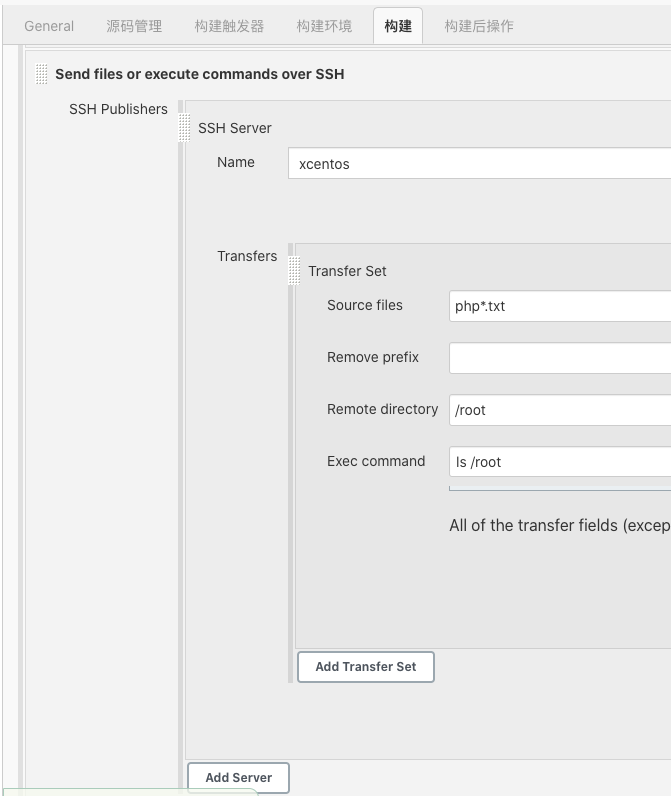 General 源码管理 构建触发器 构建环境 构建 构建后操作
Send files or execute commands over SSH
SSH Publishers
SSH Server
Name xcentos
Transfers
Transfer Set
Source files php*.txt
Remove prefix
Remote directory /root
Exec command ls /root
All of the transfer fields (excep
Add Transfer Set
Add Server